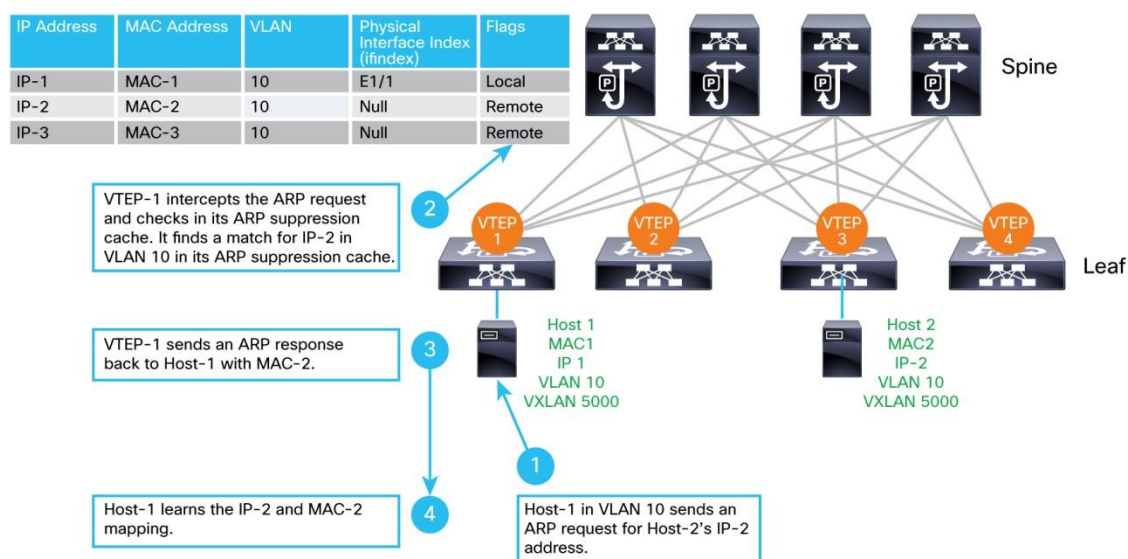 IP Address MAC Address VLAN Physical Interface Index (ifindex) Flags
IP-1 MAC-1 10 E1/1 Local
IP-2 MAC-2 10 Null Remote
IP-3 MAC-3 10 Null Remote
P P P P
Spine
VTEP-1 intercepts the ARP request
and checks in its ARP suppression
cache. It finds a match for IP-2 in
VLAN 10 in its ARP suppression cache.
2
VTEP
1
VTEP
2
VTEP
3
VTEP
4
Leaf
VTEP-1 sends an ARP response
back to Host-1 with MAC-2.
3
Host 1
MAC1
IP 1
VLAN 10
VXLAN 5000
Host 2
MAC2
IP-2
VLAN 10
VXLAN 5000
1
Host-1 learns the IP-2 and MAC-2
mapping.
4
Host-1 in VLAN 10 sends an
ARP request for Host-2's IP-2
address.